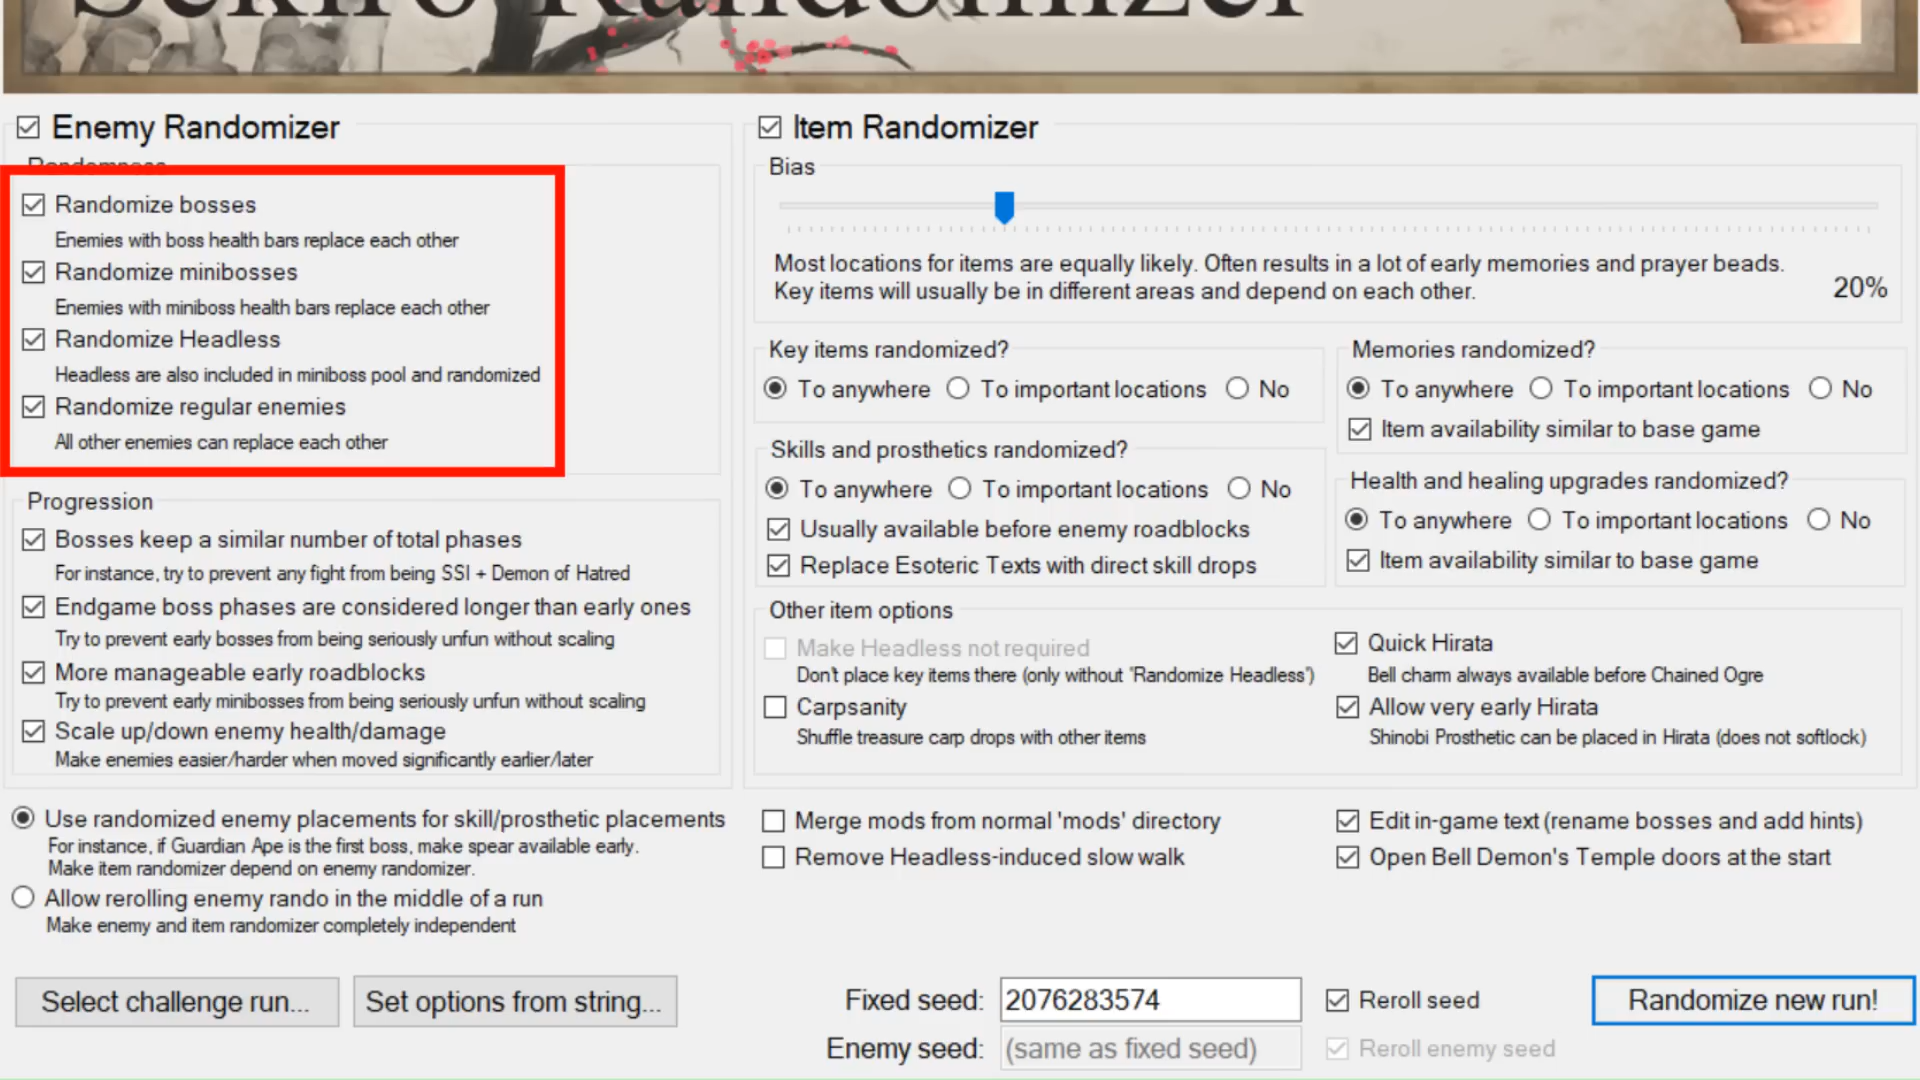 Sekiro Randomizer
Enemy Randomizer
Randomness
Randomize bosses
Enemies with boss health bars replace each other
Randomize minibosses
Enemies with miniboss health bars replace each other
Randomize Headless
Headless are also included in miniboss pool and randomized
Randomize regular enemies
All other enemies can replace each other
Progression
Bosses keep a similar number of total phases
For instance, try to prevent any fight from being SSI + Demon of Hatred
Endgame boss phases are considered longer than early ones
Try to prevent early bosses from being seriously unfun without scaling
More manageable early roadblocks
Try to prevent early minibosses from being seriously unfun without scaling
Scale up/down enemy health/damage
Make enemies easier/harder when moved significantly earlier/later
Use randomized enemy placements for skill/prosthetic placements
For instance, if Guardian Ape is the first boss, make spear available early.
Make item randomizer depend on enemy randomizer.
Allow rerolling enemy rando in the middle of a run
Make enemy and item randomizer completely independent
Select challenge run...
Set options from string...
Item Randomizer
Bias
Most locations for items are equally likely. Often results in a lot of early memories and prayer beads.
Key items will usually be in different areas and depend on each other.
20%
Key items randomized?
To anywhere To important locations No
Skills and prosthetics randomized?
To anywhere To important locations No
Usually available before enemy roadblocks
Replace Esoteric Texts with direct skill drops
Memories randomized?
To anywhere To important locations No
Item availability similar to base game
Health and healing upgrades randomized?
To anywhere To important locations No
Item availability similar to base game
Other item options
Make Headless not required
Don't place key items there (only without "Randomize Headless")
Carpsanity
Shuffle treasure carp drops with other items
Quick Hirata
Bell charm always available before Chained Ogre
Allow very early Hirata
Shinobi Prosthetic can be placed in Hirata (does not softlock)
Merge mods from normal 'mods' directory
Remove Headless-induced slow walk
Edit in-game text (rename bosses and add hints)
Open Bell Demon's Temple doors at the start
Fixed seed: 2076283574
Reroll seed
Randomize new run!
Enemy seed: (same as fixed seed)
Reroll enemy seed